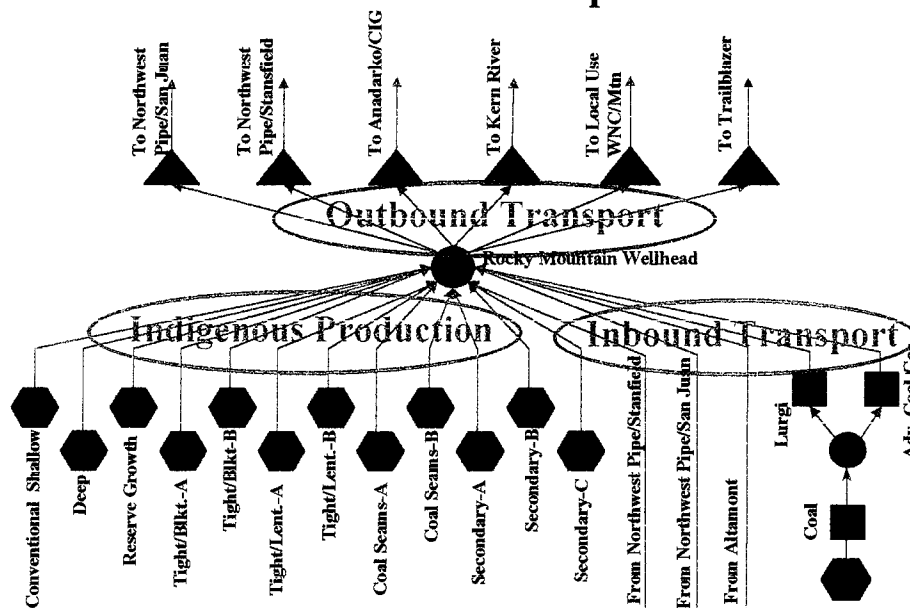 To Northwest
Pipe/San Juan
To Northwest
Pipe/Stansfield
To Anadarko/CIG
To Kern River
To Local Use
WNC/Mtn
To Trailblazer
Outbound Transport
Rocky Mountain Wellhead
Indigenous Production
Inbound Transport
Conventional Shallow
Deep
Reserve Growth
Tight/Blkt.-A
Tight/Blkt-B
Tight/Lent.-A
Tight/Lent.-B
Coal Seams-A
Coal Seams-B
Secondary-A
Secondary-B
Secondary-C
From Northwest Pipe/Stanfield
From Northwest Pipe/San Juan
From Altamont
Lurgi
Coal